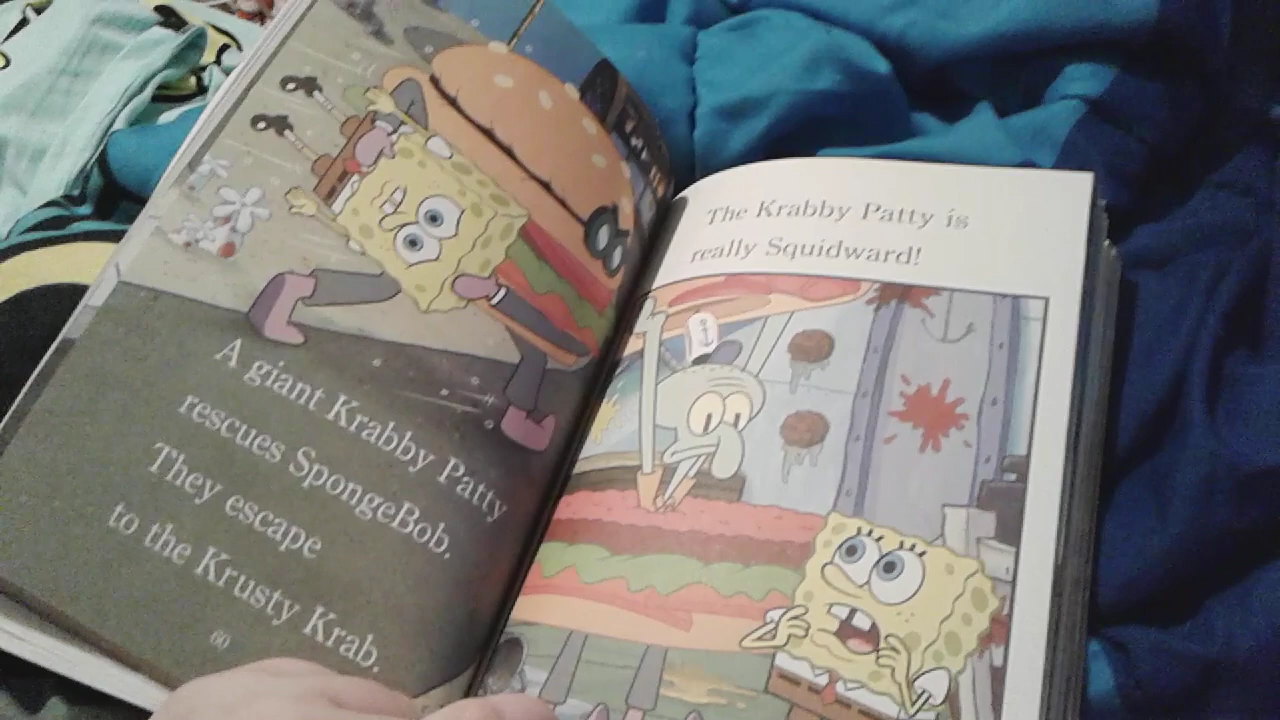 A giant Krabby Patty
rescues SpongeBob.
They escape
to the Krusty Krab.
60
The Krabby Patty is
really Squidward!